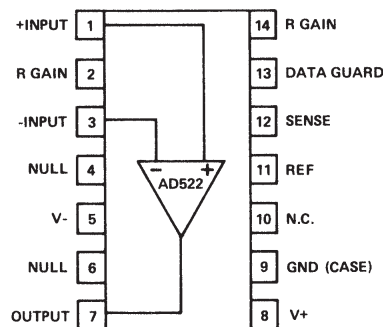 +INPUT 1 14 R GAIN
R GAIN 2 13 DATA GUARD
-INPUT 3 12 SENSE
NULL 4 - + 11 REF
AD522
V- 5 10 N.C.
NULL 6 9 GND (CASE)
OUTPUT 7 8 V+